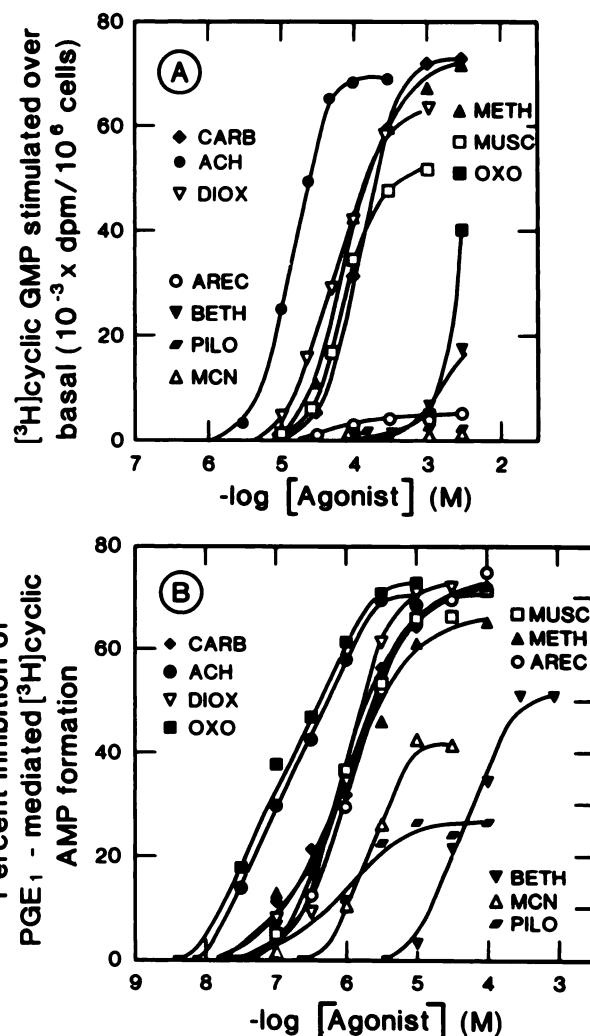 80
60
40
20
0
[³H]cyclic GMP stimulated over
basal (10⁻³ x dpm/10⁶ cells)
A
CARB
ACH
DIOX
METH
MUSC
OXO
AREC
BETH
PILO
MCN
7 6 5 4 3 2
-log [Agonist] (M)
80
60
40
20
0
PGE₁ - mediated [³H]cyclic
AMP formation
B
CARB
ACH
DIOX
OXO
MUSC
METH
AREC
BETH
MCN
PILO
9 8 7 6 5 4 3
-log [Agonist] (M)